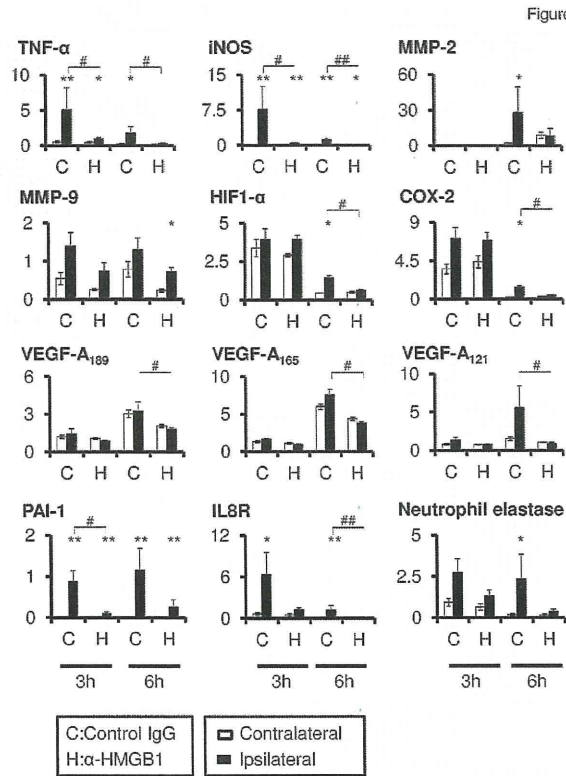 Figure
TNF-α iNOS MMP-2
# # # ##
** * * ** ** ** * *
10 15 60
5 7.5 30
0 0 0
C H C H C H C H C H C H
MMP-9 HIF1-α COX-2
* * # * #
2 5 9
1 2.5 4.5
0 0 0
C H C H C H C H C H C H
VEGF-A189 VEGF-A165 VEGF-A121
# # #
6 10 10
3 5 5
0 0 0
C H C H C H C H C H C H
PAI-1 IL8R Neutrophil elastase
# ##
** ** ** ** * ** *
2 12 5
1 6 2.5
0 0 0
C H C H C H C H C H C H
3h 6h 3h 6h 3h 6h
C:Control IgG Contralateral
H:α-HMGB1 Ipsilateral